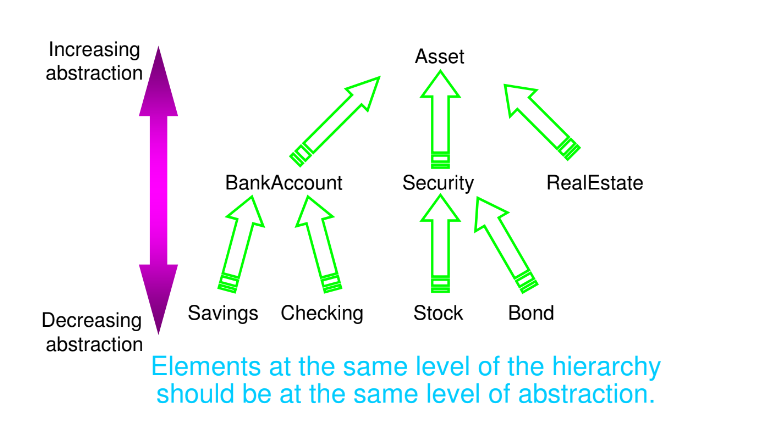 Increasing
abstraction
Asset
BankAccount
Security
RealEstate
Savings
Checking
Stock
Bond
Decreasing
abstraction
Elements at the same level of the hierarchy
should be at the same level of abstraction.